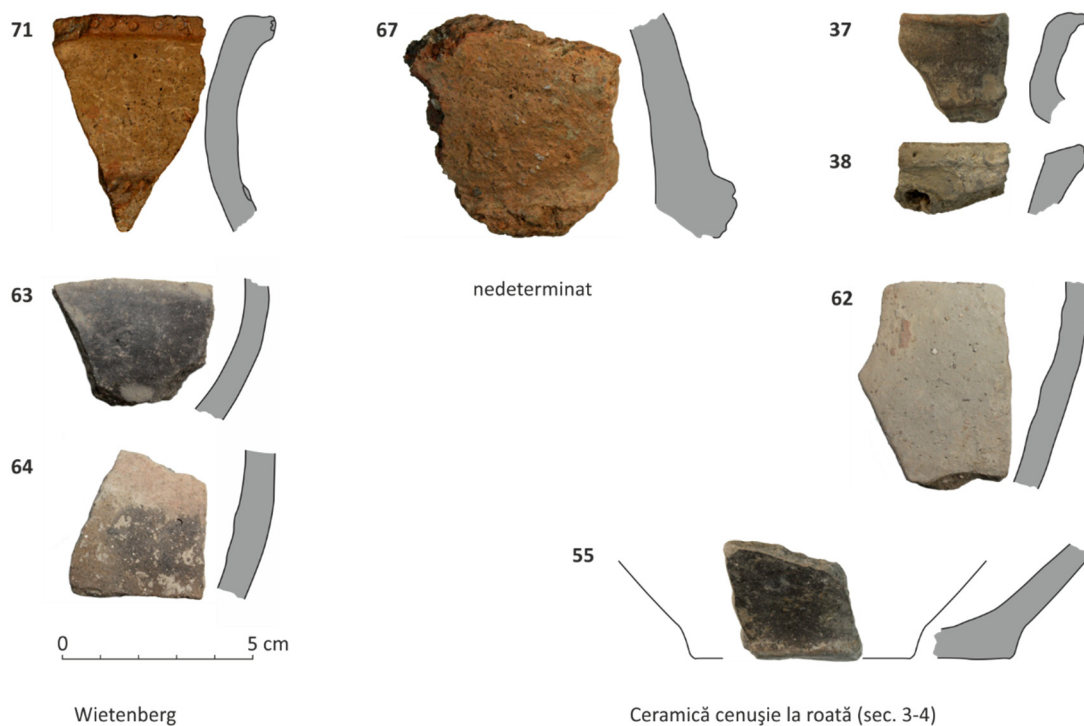 71
67
37
38
63
nedeterminat
62
64
55
0 5 cm
Wietenberg
Ceramică cenuşie la roată (sec. 3-4)